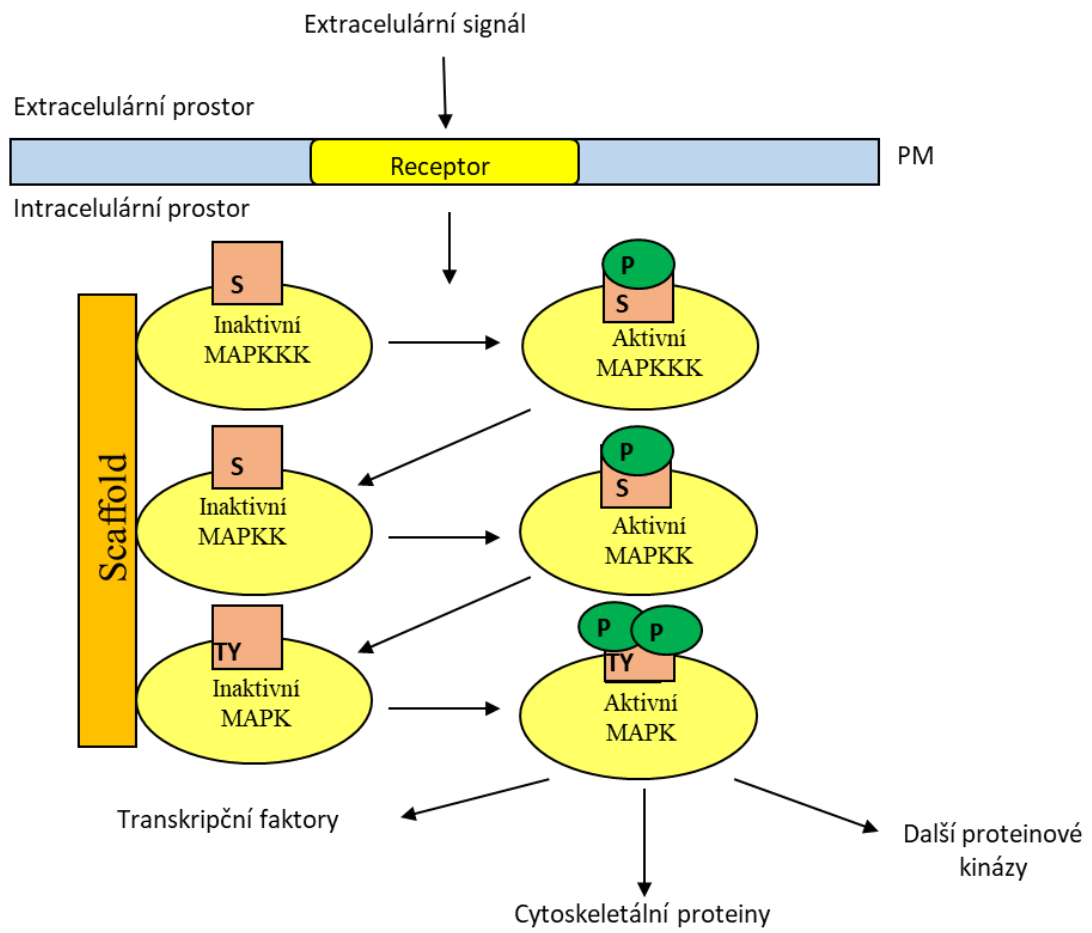 Extracelulární signál
Extracelulární prostor
Receptor
PM
Intracelulární prostor
S
Inaktivní
MAPKKK
P
S
Aktivní
MAPKKK
Scaffold
S
Inaktivní
MAPKK
P
S
Aktivní
MAPKK
TY
Inaktivní
MAPK
P
P
TY
Aktivní
MAPK
Transkripční faktory
Další proteinové
kinázy
Cytoskeletální proteiny